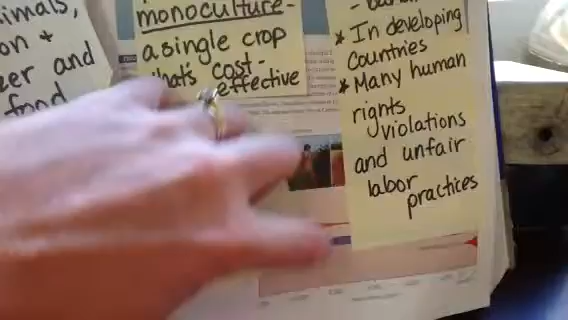 imals,
on +
eer and
food
monoculture-
a single crop
that's cost-
effective
* In developing
Countries
* Many human
rights
violations
and unfair
labor
practices